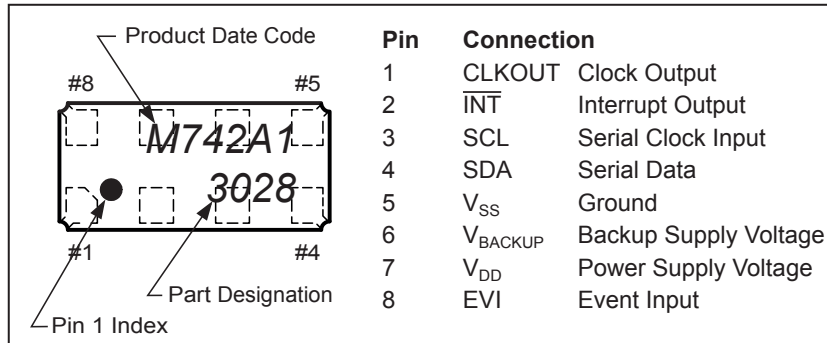 Product Date Code
#8 #5
M742A1
3028
#1 #4
Part Designation
Pin 1 Index
Pin Connection
1 CLKOUT Clock Output
2 I̅N̅T̅ Interrupt Output
3 SCL Serial Clock Input
4 SDA Serial Data
5 VSS Ground
6 VBACKUP Backup Supply Voltage
7 VDD Power Supply Voltage
8 EVI Event Input